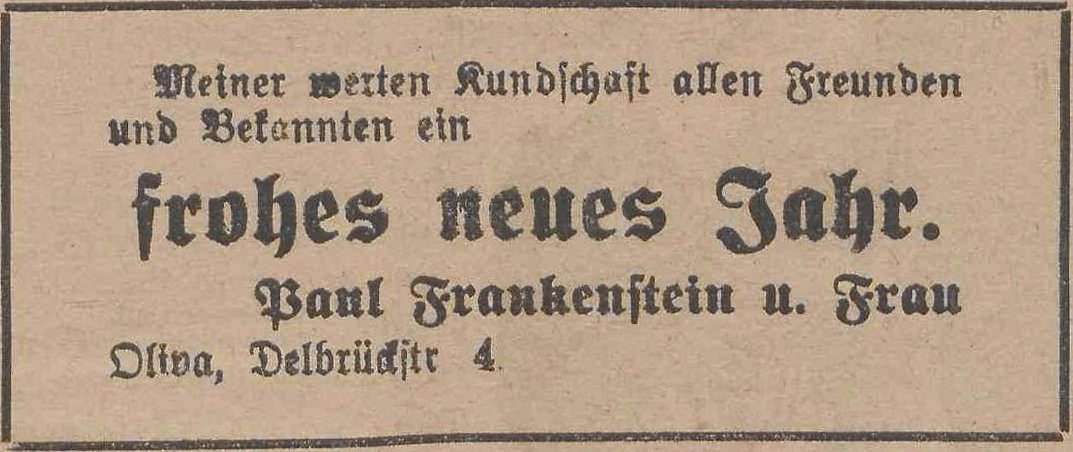 Meiner werten Kundschaft allen Freunden
und Bekannten ein
frohes neues Jahr.
Paul Frankenstein u. Frau
Oliva, Delbrückstr 4.